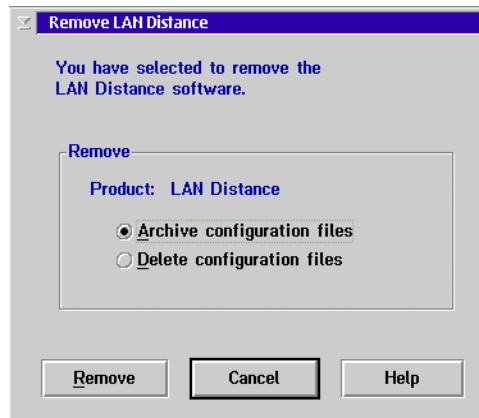 Remove LAN Distance
You have selected to remove the
LAN Distance software.
Remove
Product: LAN Distance
Archive configuration files
Delete configuration files
Remove Cancel Help